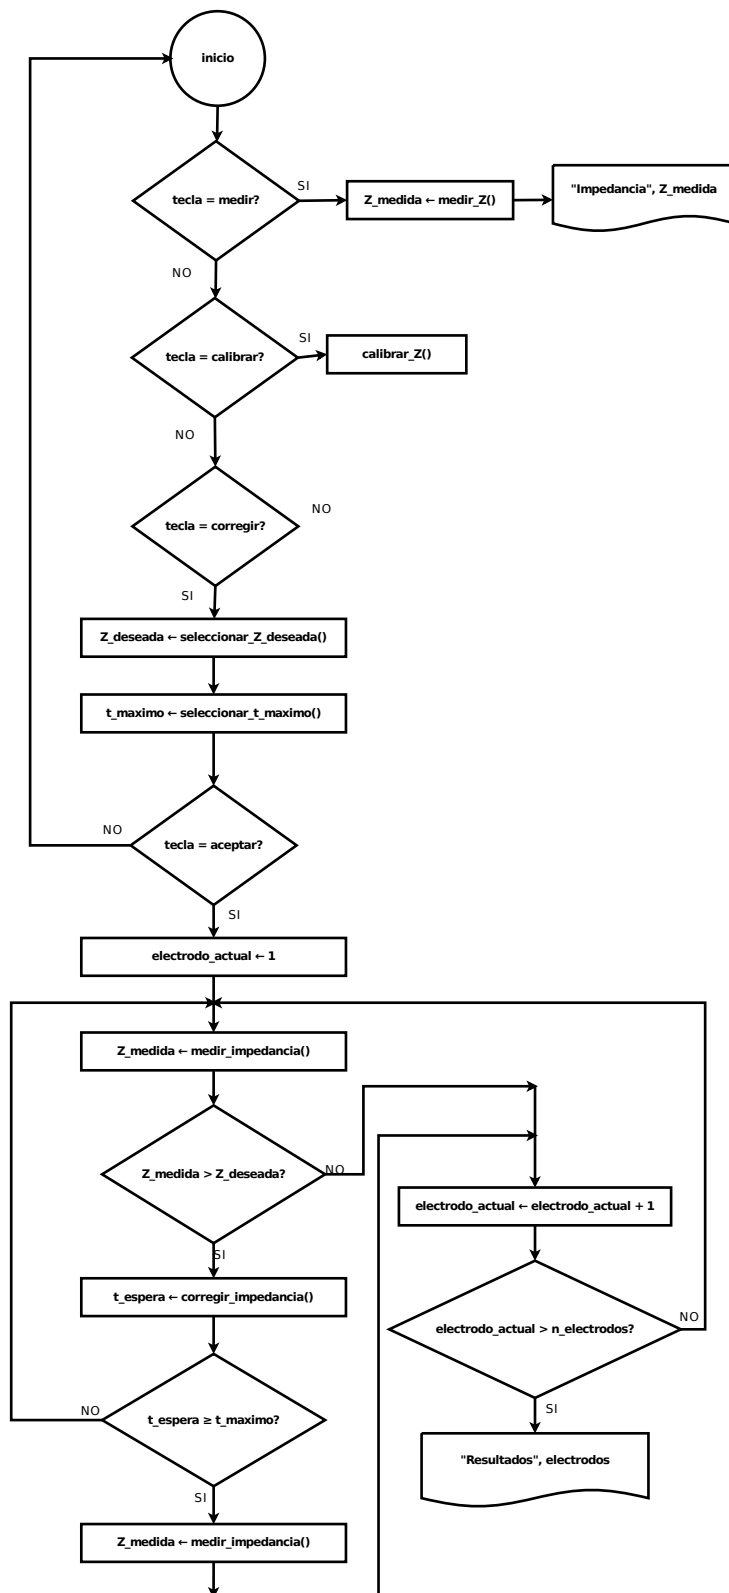 inicio
tecla = medir?
SI
Z_medida ← medir_Z()
"Impedancia", Z_medida
NO
tecla = calibrar?
SI
calibrar_Z()
NO
tecla = corregir?
NO
SI
Z_deseada ← seleccionar_Z_deseada()
t_maximo ← seleccionar_t_maximo()
tecla = aceptar?
NO
SI
electrodo_actual ← 1
Z_medida ← medir_impedancia()
Z_medida > Z_deseada?
NO
SI
t_espera ← corregir_impedancia()
t_espera ≥ t_maximo?
NO
SI
Z_medida ← medir_impedancia()
electrodo_actual ← electrodo_actual + 1
electrodo_actual > n_electrodos?
NO
SI
"Resultados", electrodos